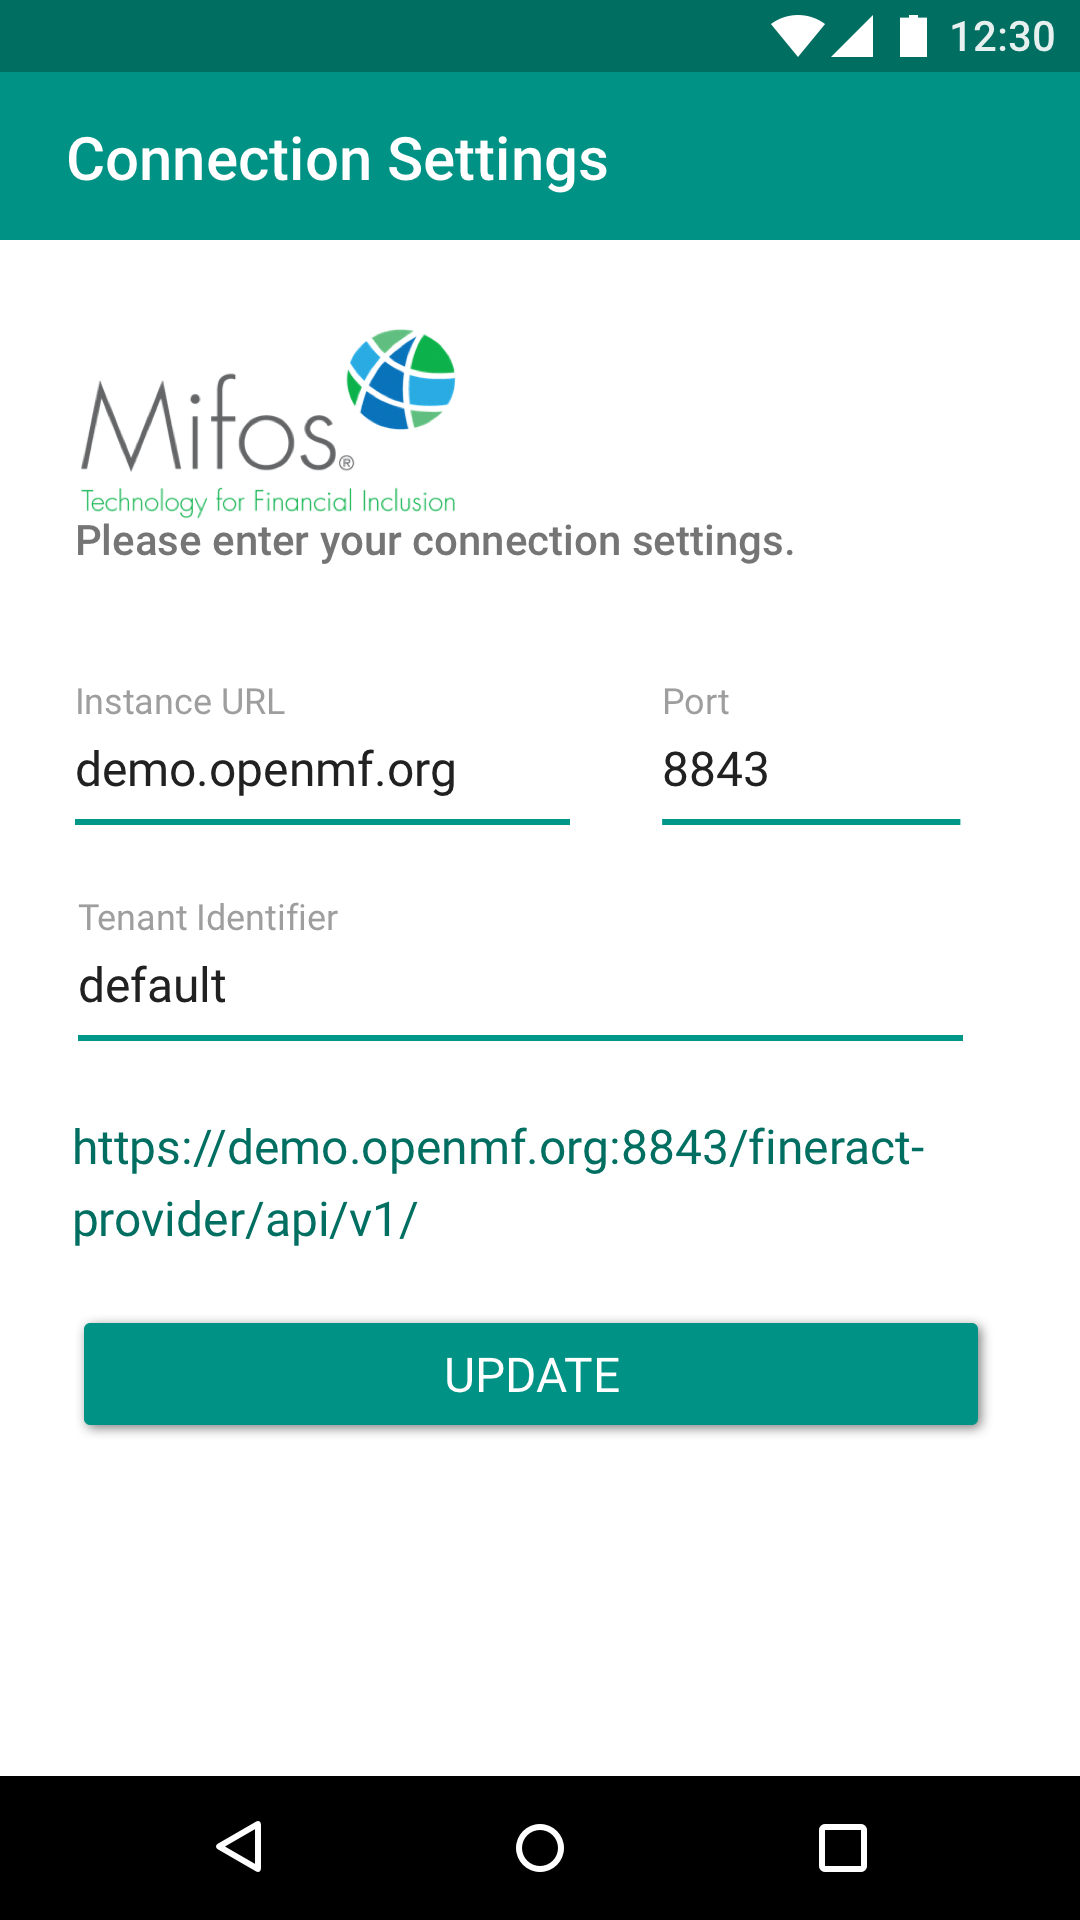 12:30
Connection Settings
Mifos®
Technology for Financial Inclusion
Please enter your connection settings.
Instance URL
Port
demo.openmf.org
8843
Tenant Identifier
default
https://demo.openmf.org:8843/fineract-
provider/api/v1/
UPDATE